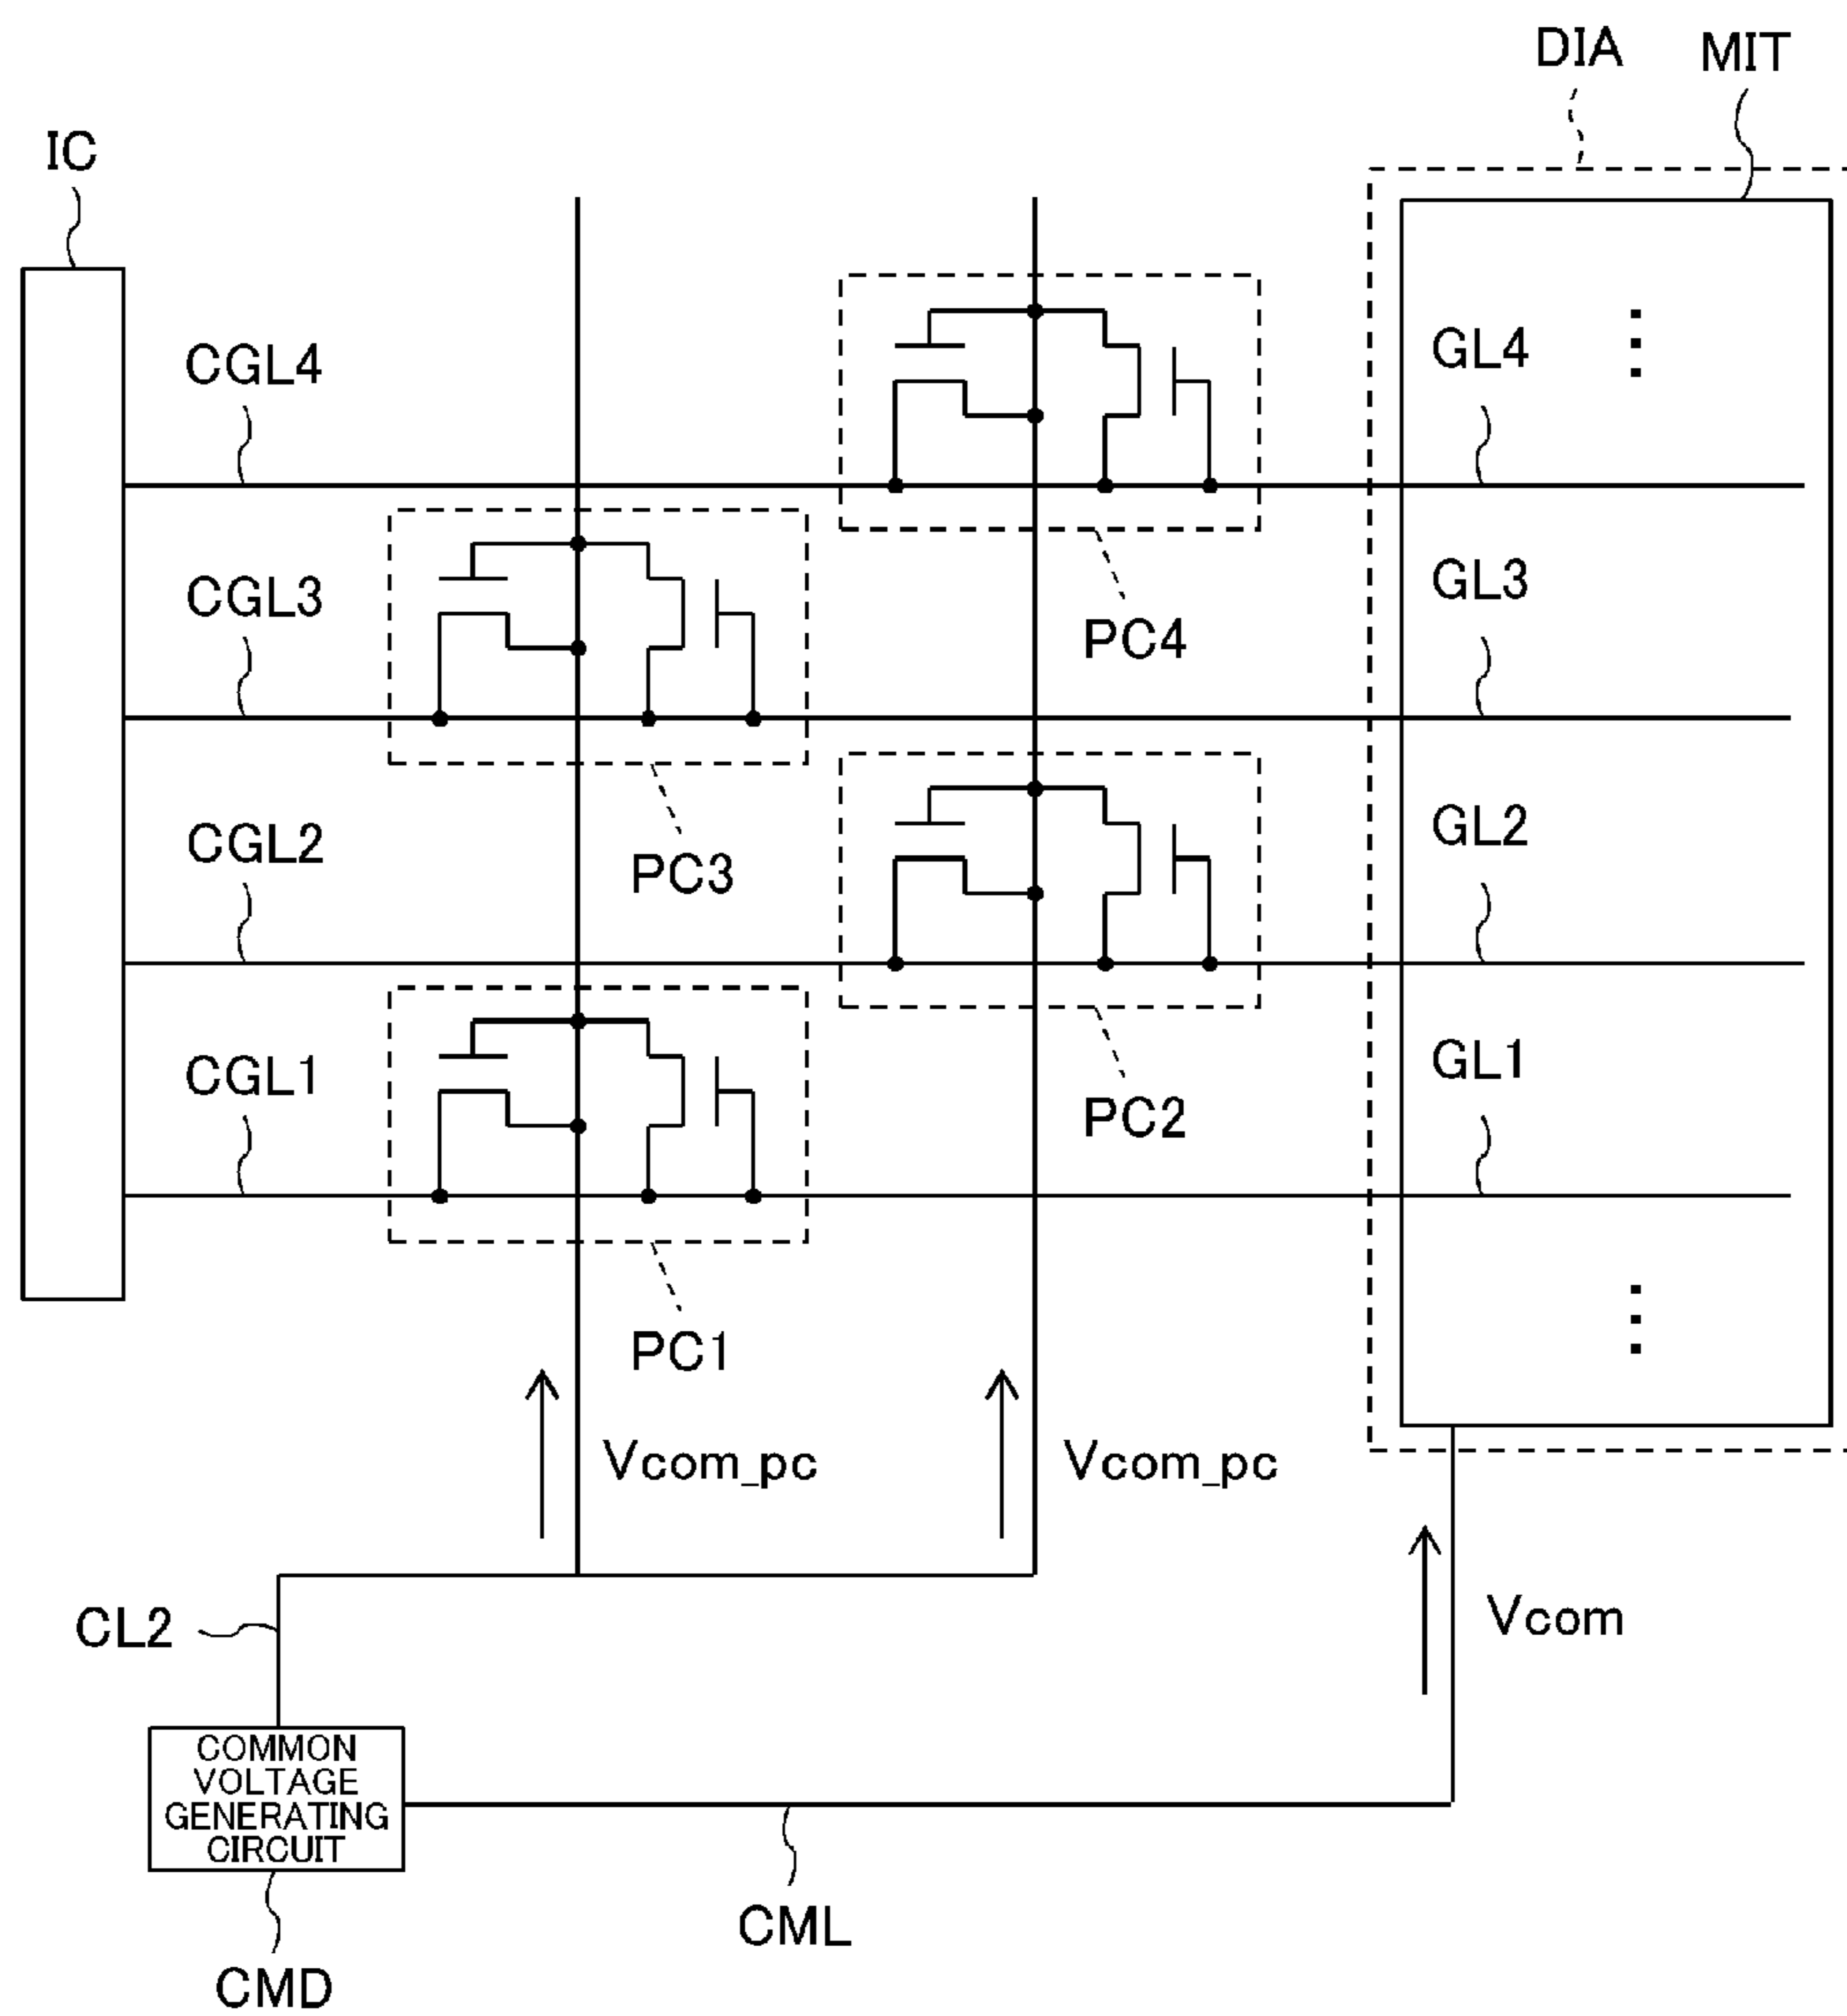 DIA
MIT
IC
CGL4
GL4
CGL3
GL3
PC4
CGL2
GL2
PC3
CGL1
GL1
PC2
PC1
Vcom_pc
Vcom_pc
CL2
Vcom
COMMON
VOLTAGE
GENERATING
CIRCUIT
CML
CMD